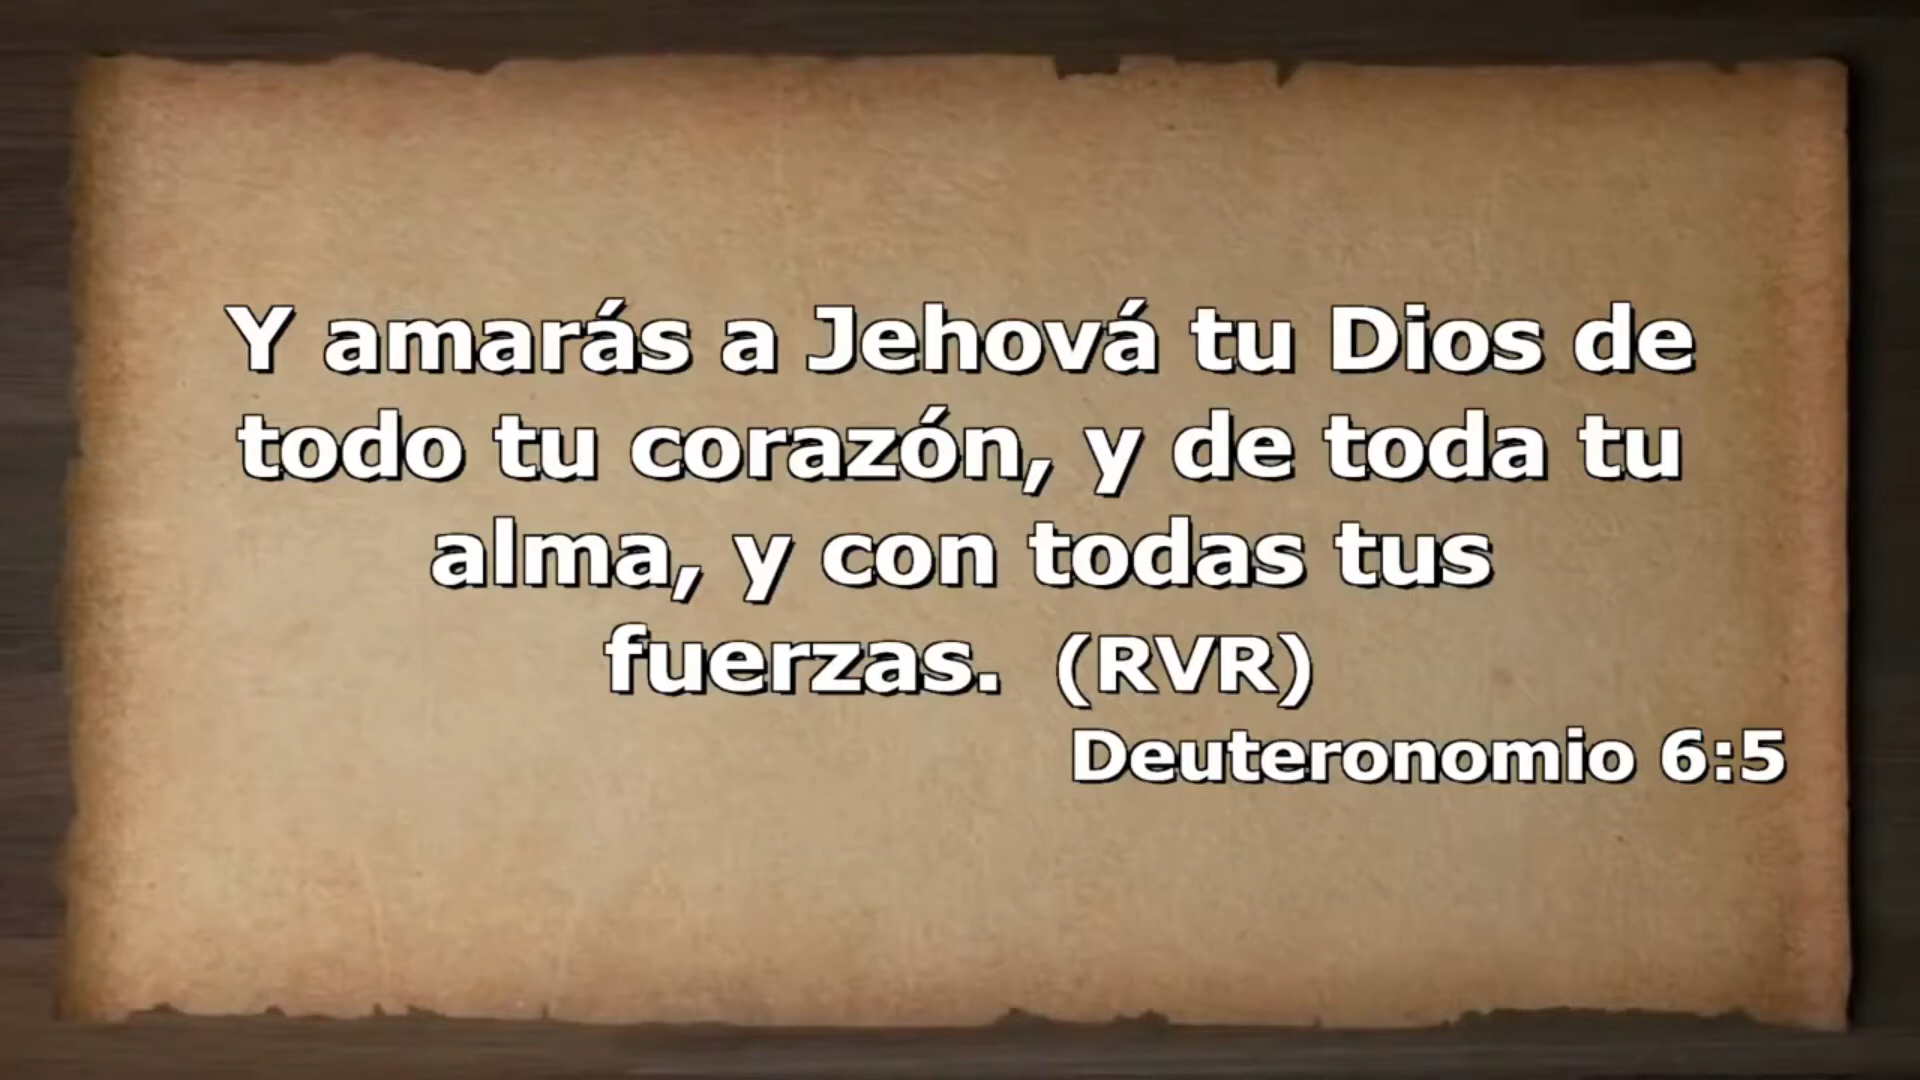 Y amarás a Jehová tu Dios de
todo tu corazón, y de toda tu
alma, y con todas tus
fuerzas. (RVR)
Deuteronomio 6:5